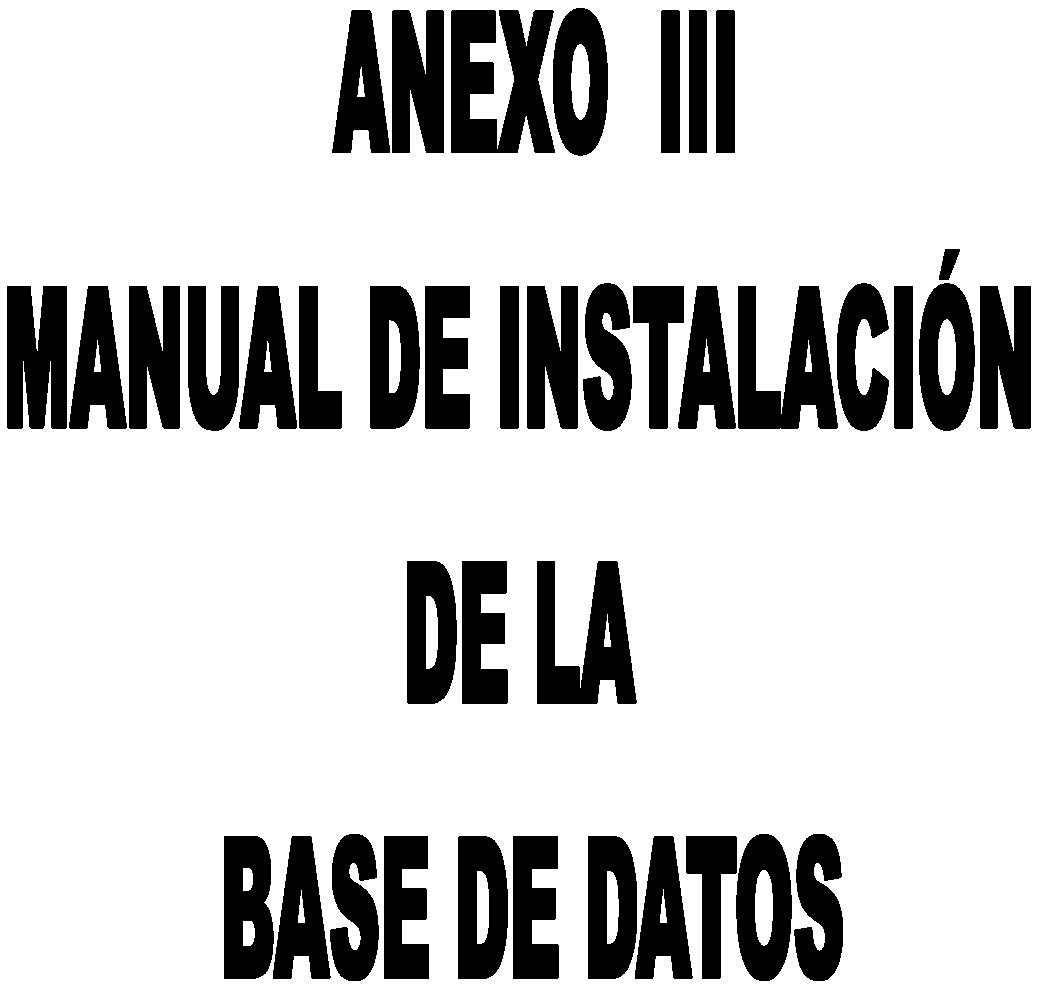 ANEXO III
MANUAL DE INSTALACIÓN
DE LA
BASE DE DATOS